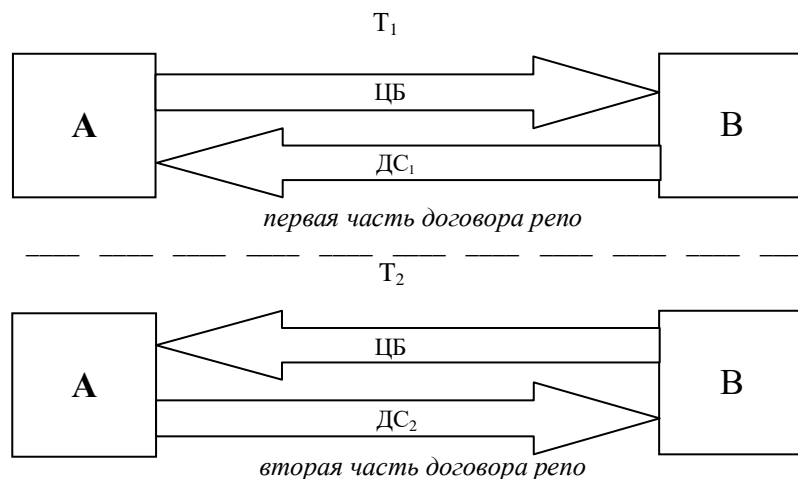 T₁
ЦБ
А
В
ДС₁
первая часть договора репо
T₂
ЦБ
А
В
ДС₂
вторая часть договора репо